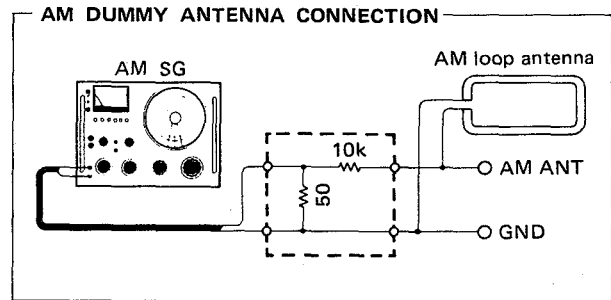 AM DUMMY ANTENNA CONNECTION
AM SG
AM loop antenna
10k
50
AM ANT
GND